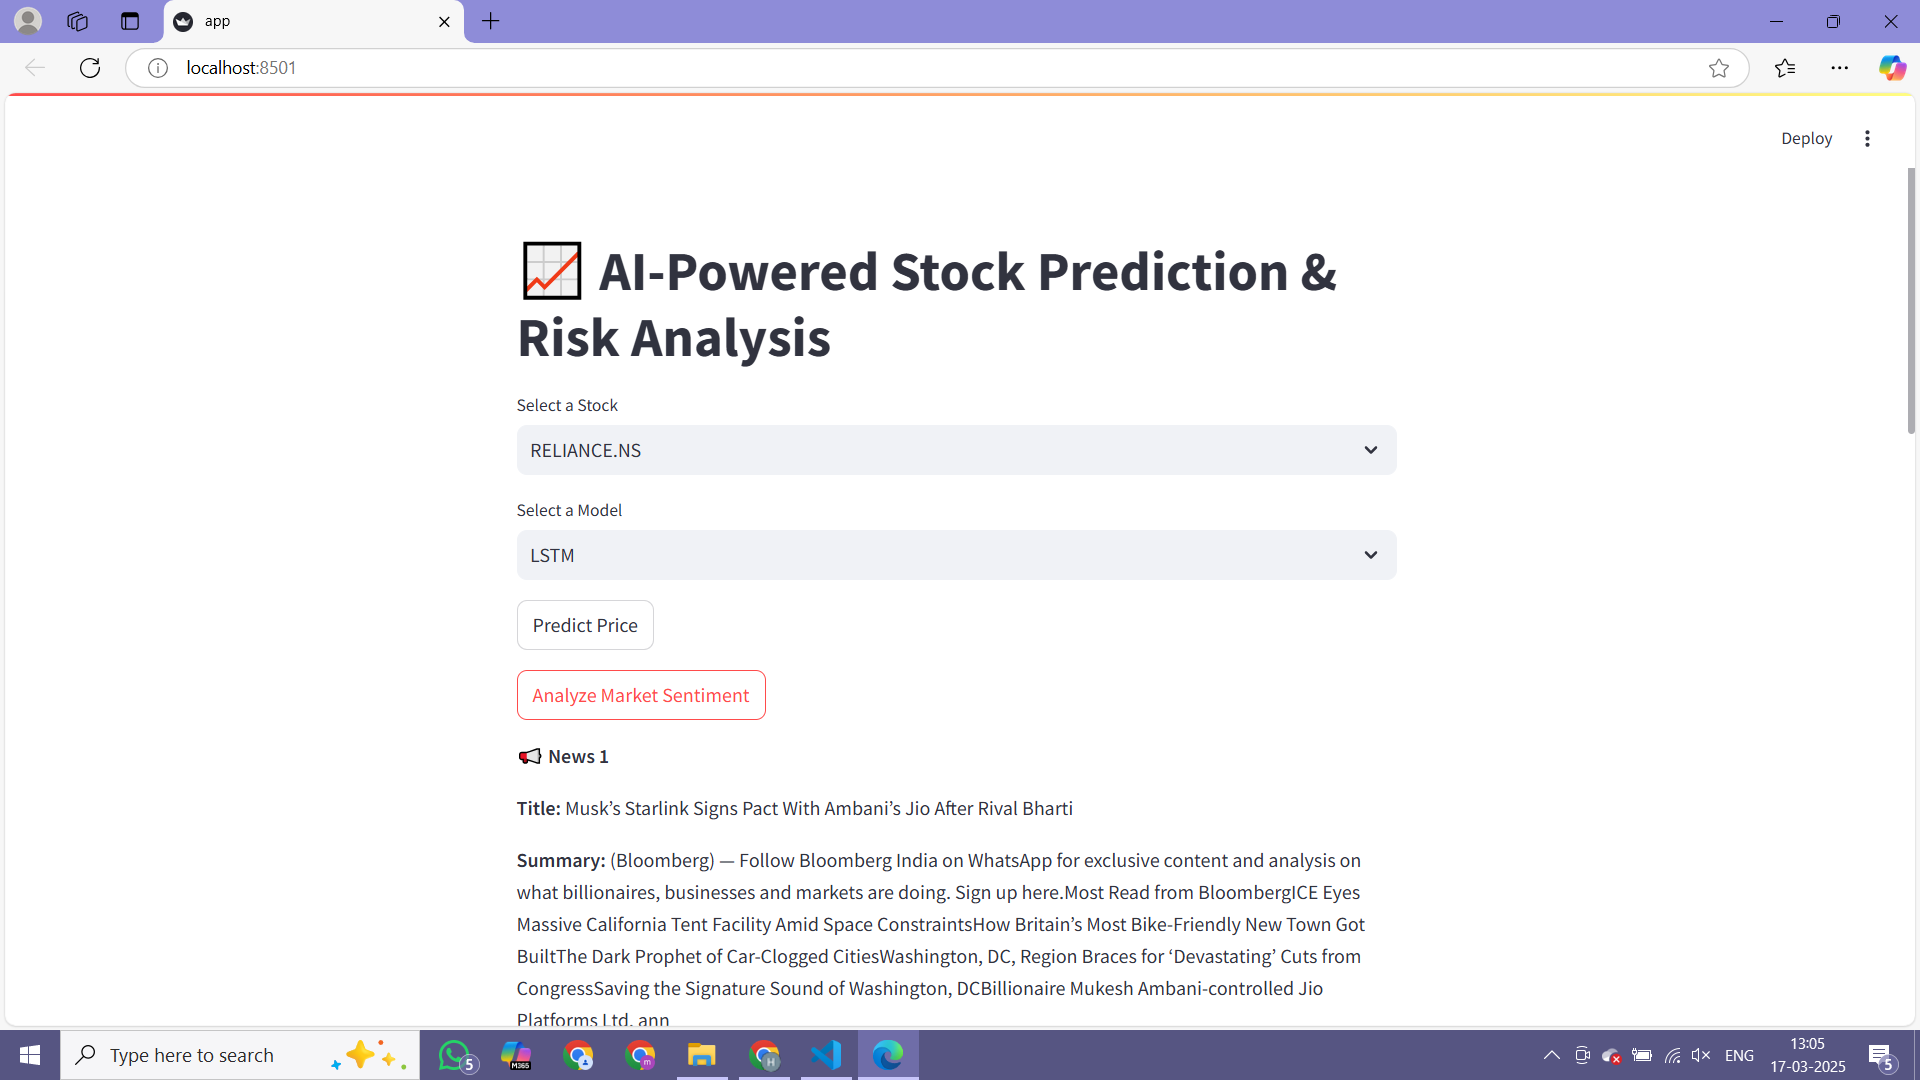 app
localhost:8501
Deploy
AI-Powered Stock Prediction &
Risk Analysis
Select a Stock
RELIANCE.NS
Select a Model
LSTM
Predict Price
Analyze Market Sentiment
News 1
Title: Musk’s Starlink Signs Pact With Ambani’s Jio After Rival Bharti
Summary: (Bloomberg) — Follow Bloomberg India on WhatsApp for exclusive content and analysis on
what billionaires, businesses and markets are doing. Sign up here.Most Read from BloombergICE Eyes
Massive California Tent Facility Amid Space ConstraintsHow Britain’s Most Bike-Friendly New Town Got
BuiltThe Dark Prophet of Car-Clogged CitiesWashington, DC, Region Braces for ‘Devastating’ Cuts from
CongressSaving the Signature Sound of Washington, DCBillionaire Mukesh Ambani-controlled Jio
Platforms Ltd. ann
Type here to search
5
M365
m
H
ENG
13:05
17-03-2025
5